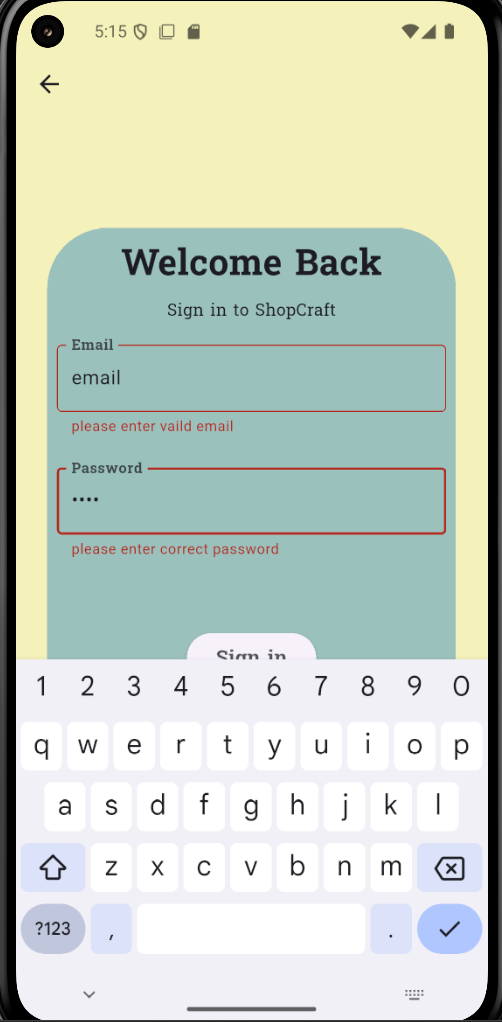 5:15
Welcome Back
Sign in to ShopCraft
Email
email
please enter vaild email
Password
••••
please enter correct password
Sign in
1 2 3 4 5 6 7 8 9 0
q w e r t y u i o p
a s d f g h j k l
z x c v b n m
?123 , .